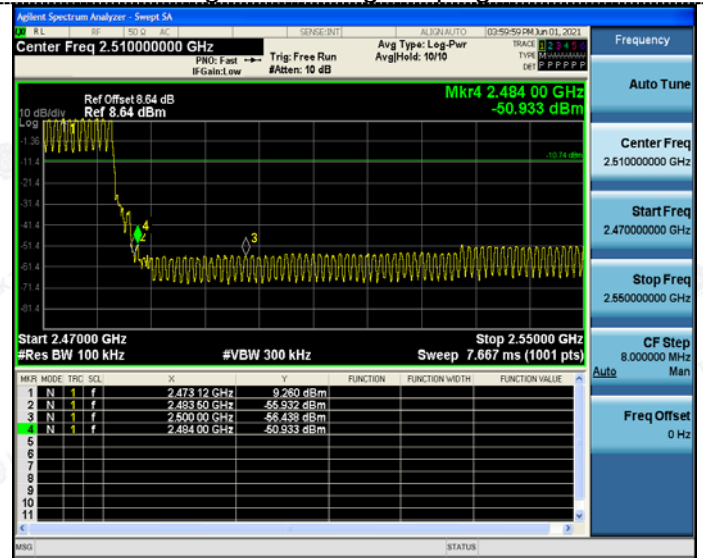 Agilent Spectrum Analyzer - Swept SA
RL RF 50 Ω AC SENSE:INT ALIGNAUTO 03:59:59 PM Jun 01, 2021
Center Freq 2.510000000 GHz
PNO: Fast
IFGain:Low
Trig: Free Run
#Atten: 10 dB
Avg Type: Log-Pwr
Avg|Hold: 10/10
TRACE 1 2 3 4 5 6
TYPE MWWWWW
DET P P P P P P
Mkr4 2.484 00 GHz
-50.933 dBm
Ref Offset 8.64 dB
10 dB/div Ref 8.64 dBm
Log
1
-1.36
-10.74 dBm
-11.4
-21.4
-31.4
-41.4
4
2
3
-51.4
-61.4
-71.4
-81.4
Start 2.47000 GHz Stop 2.55000 GHz
#Res BW 100 kHz #VBW 300 kHz Sweep 7.667 ms (1001 pts)
MKR MODE TRC SCL X Y FUNCTION FUNCTION WIDTH FUNCTION VALUE
1 N 1 f 2.473 12 GHz 9.260 dBm
2 N 1 f 2.483 50 GHz -55.932 dBm
3 N 1 f 2.500 00 GHz -56.438 dBm
4 N 1 f 2.484 00 GHz -50.933 dBm
5
6
7
8
9
10
11
MSG STATUS
Frequency
Auto Tune
Center Freq
2.510000000 GHz
Start Freq
2.470000000 GHz
Stop Freq
2.550000000 GHz
CF Step
8.000000 MHz
Auto Man
Freq Offset
0 Hz